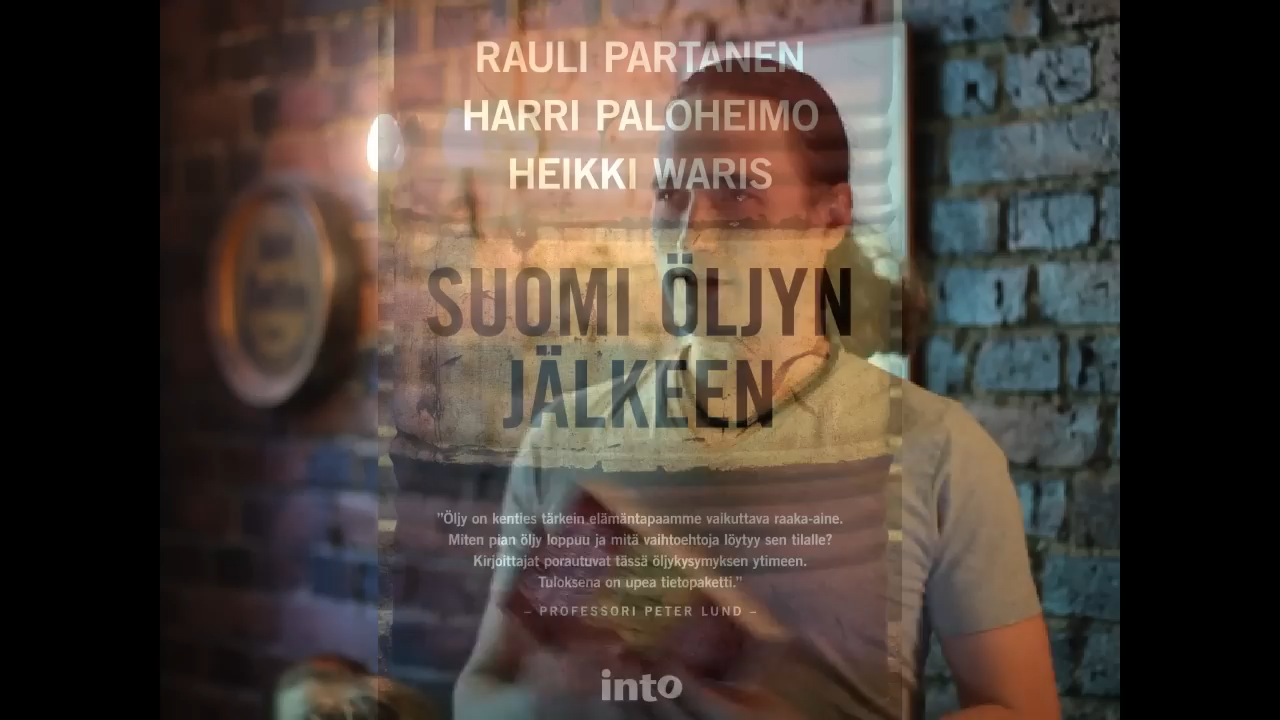 RAULI PARTANEN
HARRI PALOHEIMO
HEIKKI WARIS
SUOMI ÖLJYN
JÄLKEEN
”Öljy on kenties tärkein elämäntapaamme vaikuttava raaka-aine.
Miten pian öljy loppuu ja mitä vaihtoehtoja löytyy sen tilalle?
Kirjoittajat porautuvat tässä öljykysymyksen ytimeen.
Tuloksena on upea tietopaketti.”
– PROFESSORI PETER LUND –
into